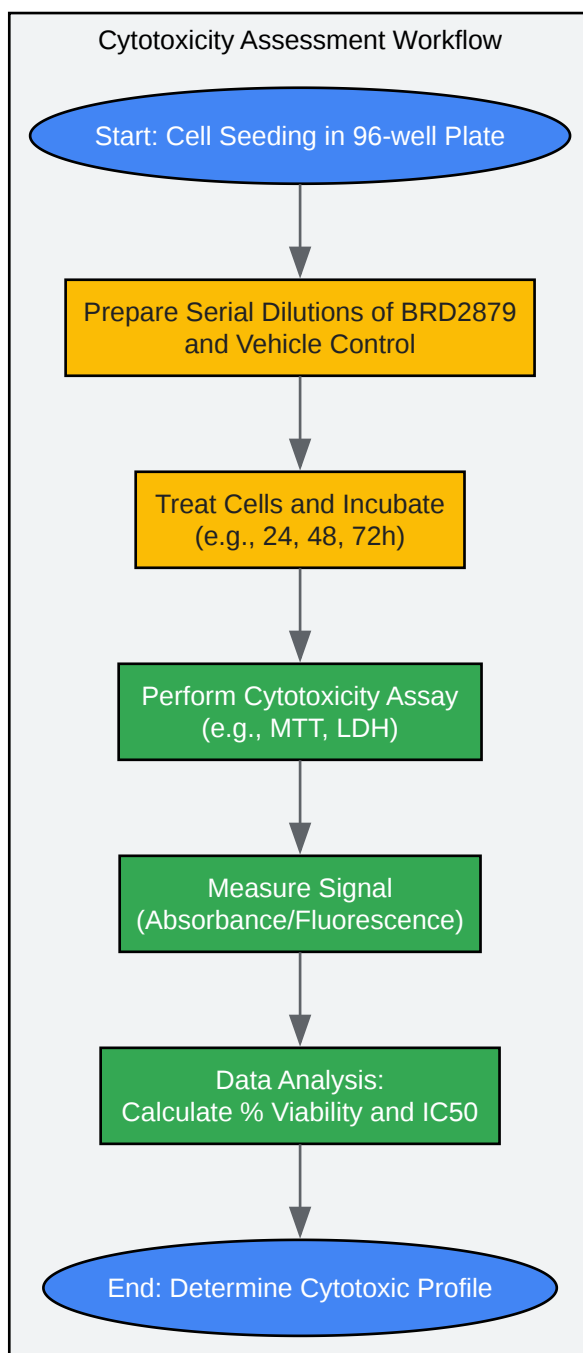 Cytotoxicity Assessment Workflow
Start: Cell Seeding in 96-well Plate
Prepare Serial Dilutions of BRD2879
and Vehicle Control
Treat Cells and Incubate
(e.g., 24, 48, 72h)
Perform Cytotoxicity Assay
(e.g., MTT, LDH)
Measure Signal
(Absorbance/Fluorescence)
Data Analysis:
Calculate % Viability and IC50
End: Determine Cytotoxic Profile